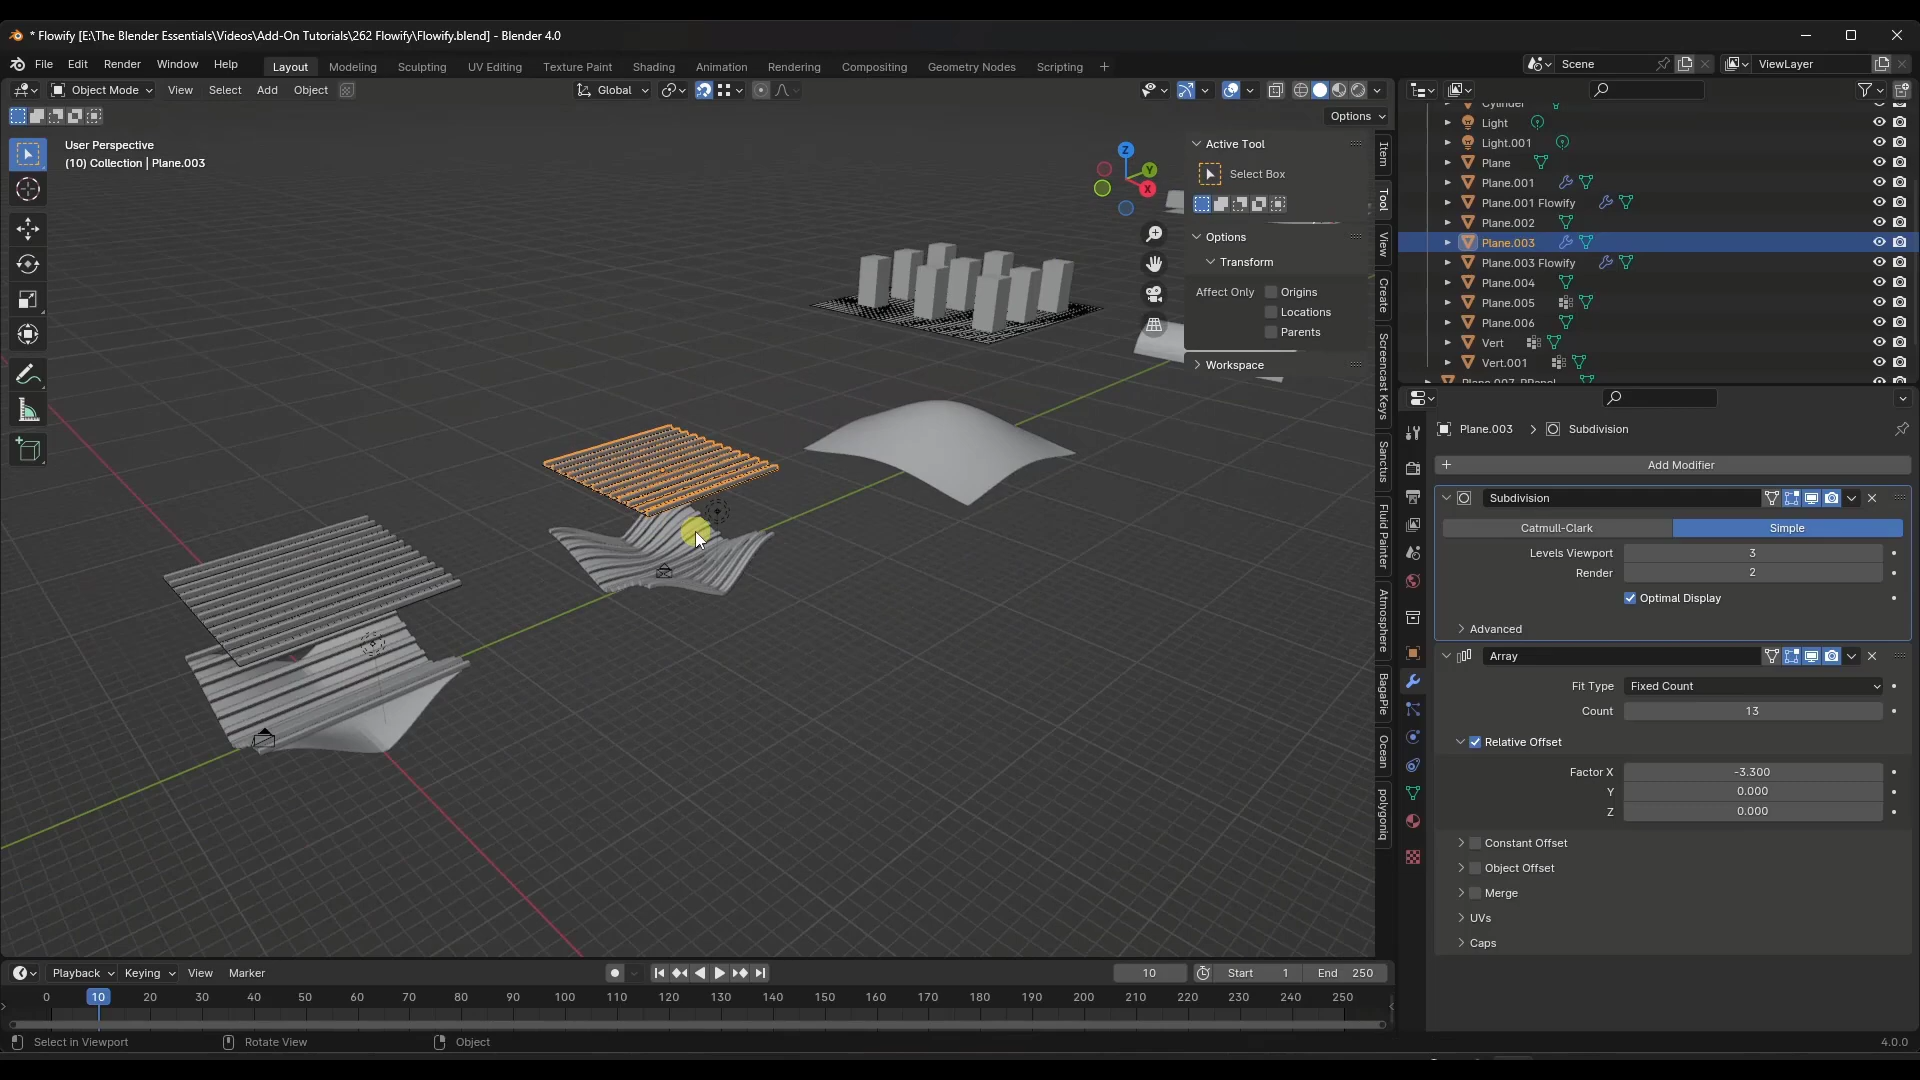 * Flowify [E:\The Blender Essentials\Videos\Add-On Tutorials\262 Flowify\Flowify.blend] - Blender 4.0
File Edit Render Window Help Layout Modeling Sculpting UV Editing Texture Paint Shading Animation Rendering Compositing Geometry Nodes Scripting + Scene ViewLayer
Object Mode View Select Add Object Global
Options
User Perspective
(10) Collection | Plane.003
Active Tool
Select Box
Options
Transform
Affect Only Origins
Locations
Parents
Workspace
Item
Tool
View
Create
Screencast Keys
Sanctus
Fluid Painter
Atmosphere
BagaPie
Ocean
polygoniq
Z
Y
X
Cylinder
Light
Light.001
Plane
Plane.001
Plane.001 Flowify
Plane.002
Plane.003
Plane.003 Flowify
Plane.004
Plane.005
Plane.006
Vert
Vert.001
Plane.003 Subdivision
Add Modifier
Subdivision
Catmull-Clark Simple
Levels Viewport 3
Render 2
Optimal Display
Advanced
Array
Fit Type Fixed Count
Count 13
Relative Offset
Factor X -3.300
Y 0.000
Z 0.000
Constant Offset
Object Offset
Merge
UVs
Caps
Playback Keying View Marker 10 Start 1 End 250
0 10 20 30 40 50 60 70 80 90 100 110 120 130 140 150 160 170 180 190 200 210 220 230 240 250
Select in Viewport Rotate View Object 4.0.0